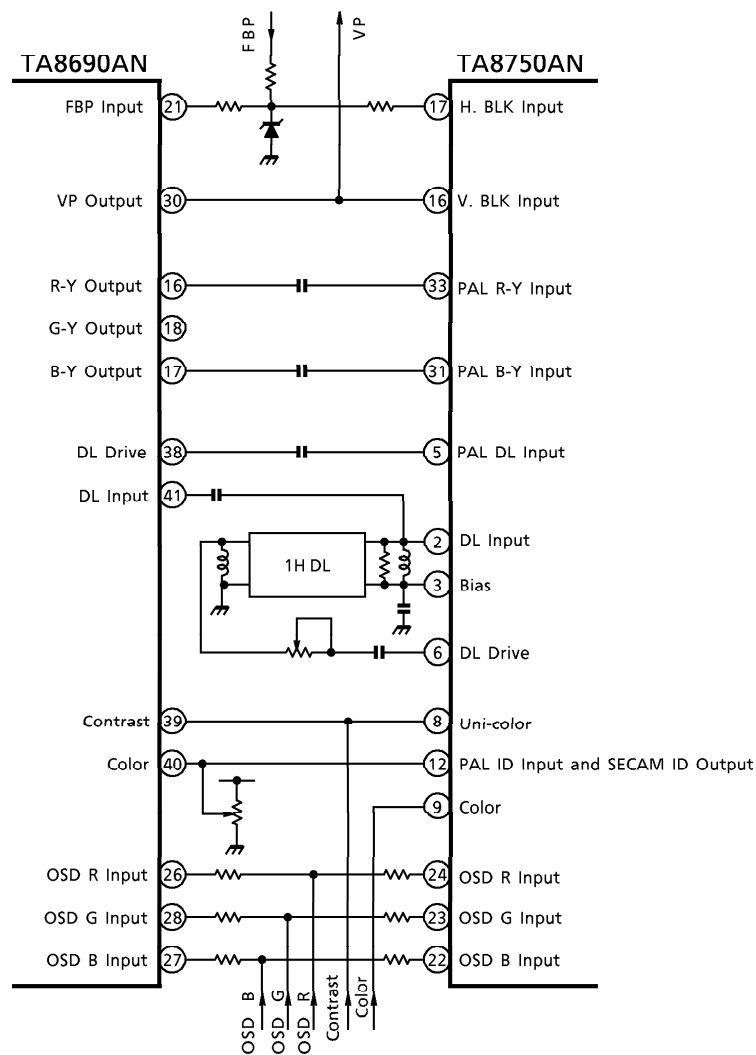 FBP
VP
TA8690AN
TA8750AN
FBP Input 21
17 H. BLK Input
VP Output 30
16 V. BLK Input
R-Y Output 16
33 PAL R-Y Input
G-Y Output 18
B-Y Output 17
31 PAL B-Y Input
DL Drive 38
5 PAL DL Input
DL Input 41
1H DL
2 DL Input
3 Bias
6 DL Drive
Contrast 39
8 Uni-color
Color 40
12 PAL ID Input and SECAM ID Output
9 Color
OSD R Input 26
24 OSD R Input
OSD G Input 28
23 OSD G Input
OSD B Input 27
22 OSD B Input
OSD B
OSD G
OSD R
Contrast
Color